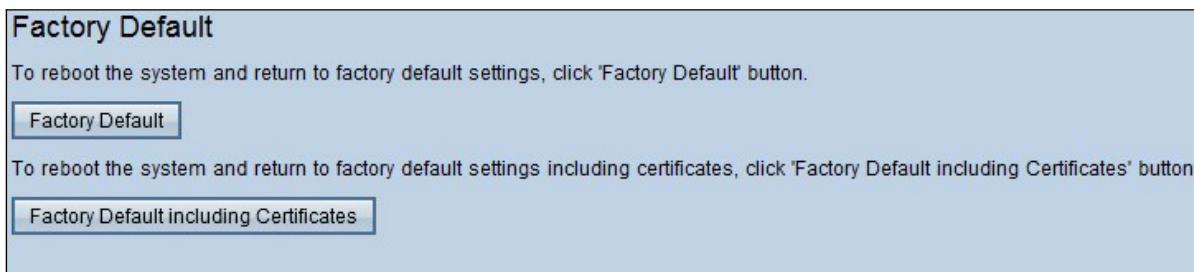 Factory Default
To reboot the system and return to factory default settings, click 'Factory Default' button.
Factory Default
To reboot the system and return to factory default settings including certificates, click 'Factory Default including Certificates' button
Factory Default including Certificates